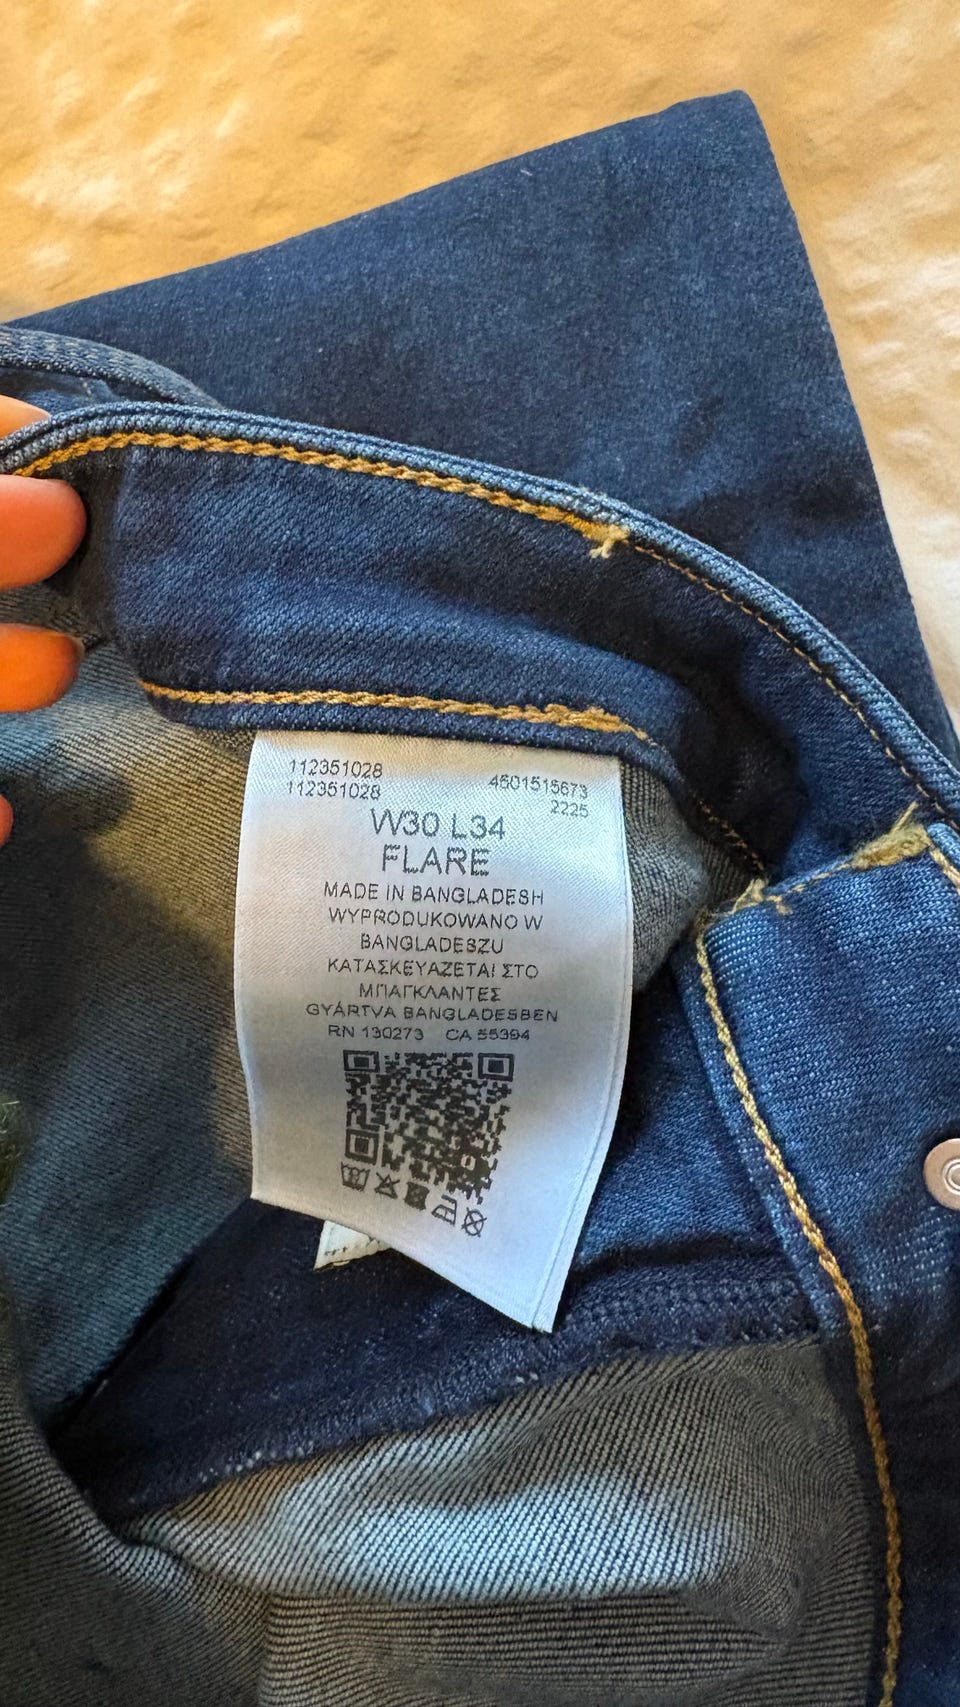 112351028
112351028
4501515673
2225
W30 L34
FLARE
MADE IN BANGLADESH
WYPRODUKOWANO W
BANGLADESZU
ΚΑΤΑΣΚΕΥΑΖΕΤΑΙ ΣΤΟ
ΜΠΑΓΚΛΑΝΤΕΣ
GYÁRTVA BANGLADESBEN
RN 130273 CA 55394